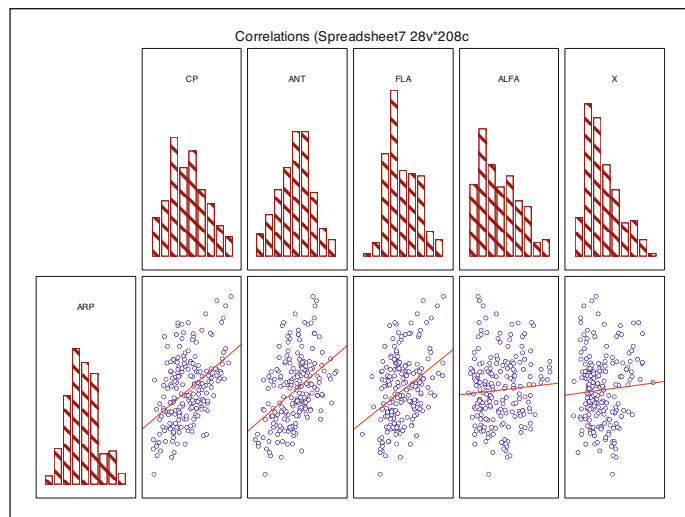 Correlations (Spreadsheet7 28v*208c
CP
ANT
FLA
ALFA
X
ARP